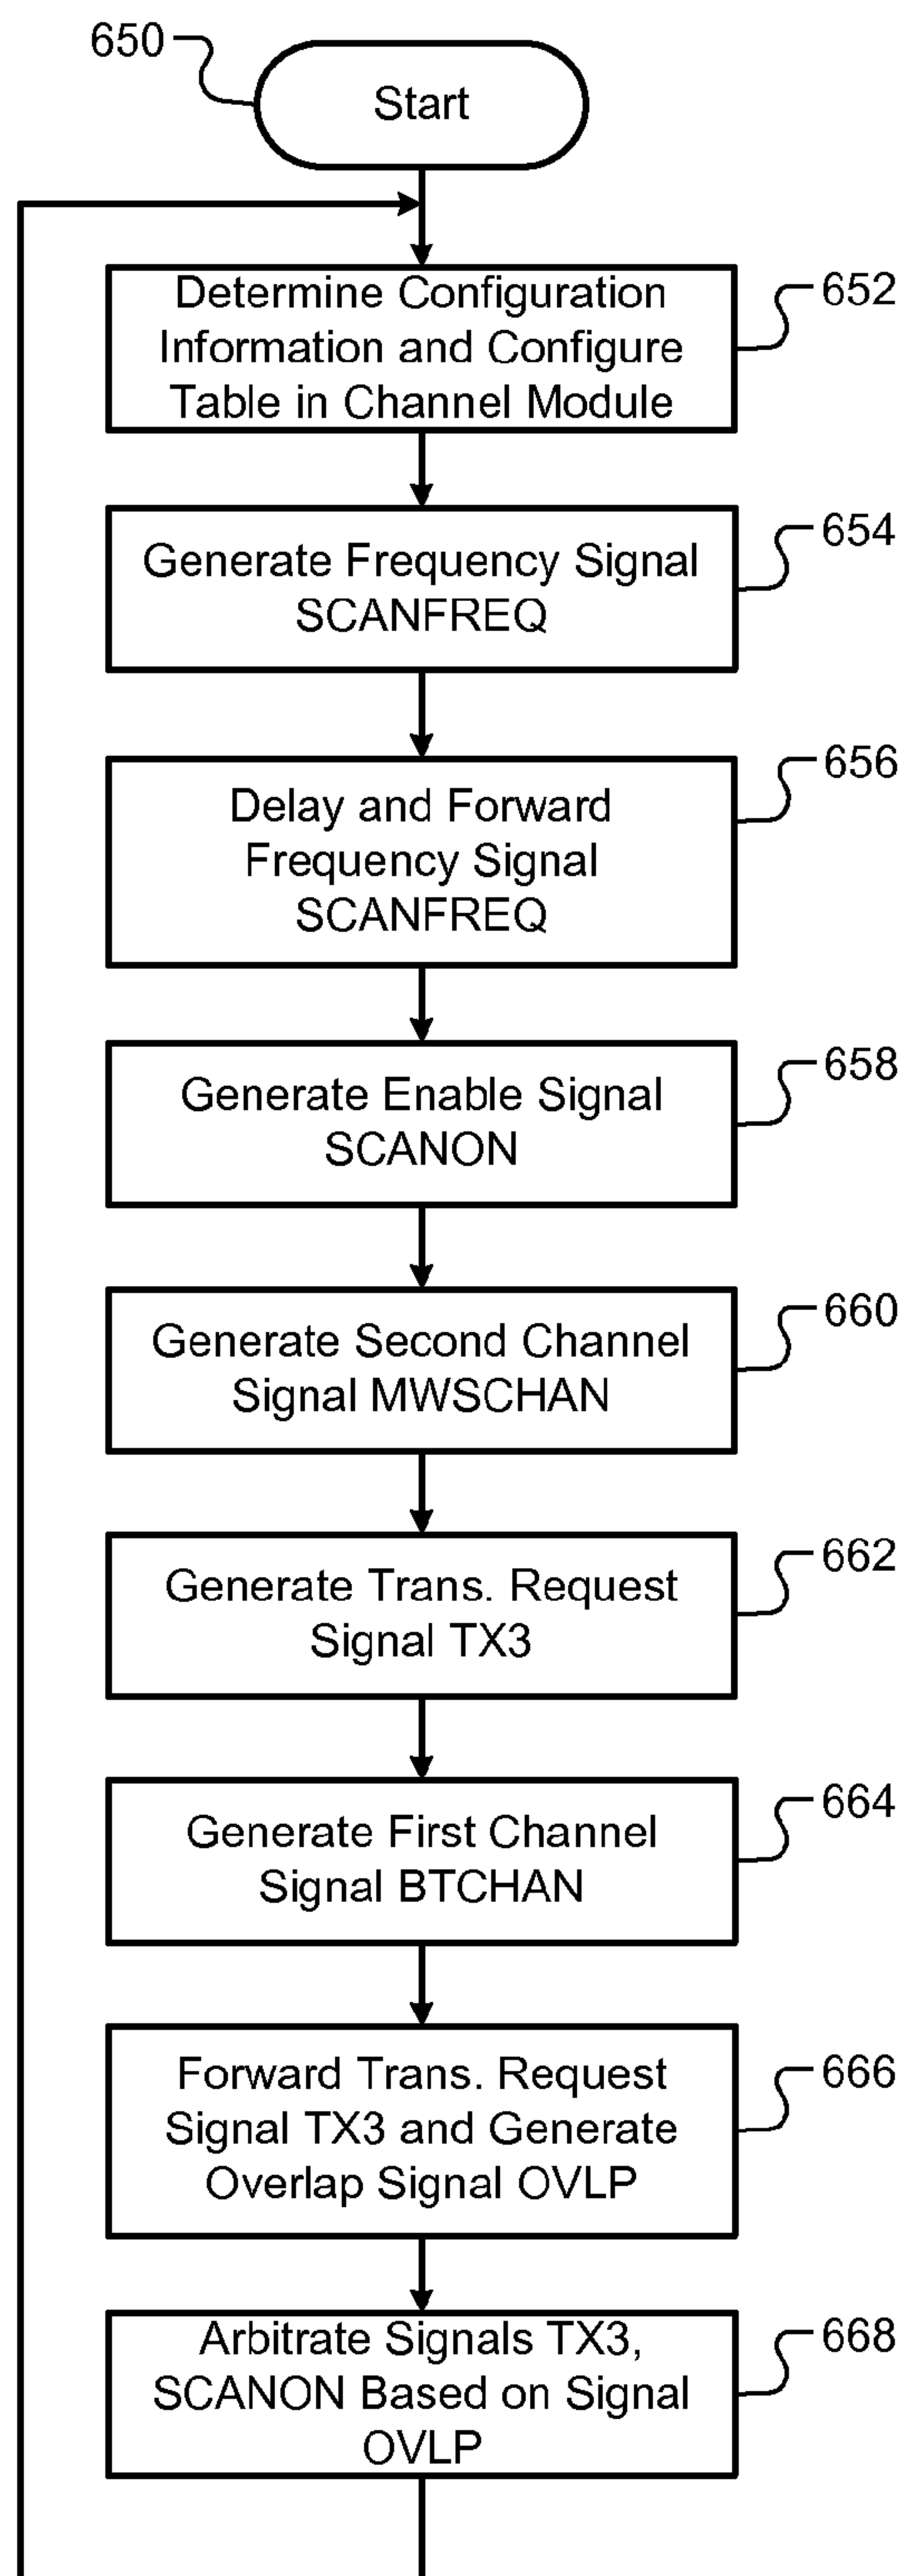 650
Start
Determine Configuration
Information and Configure
Table in Channel Module
652
Generate Frequency Signal
SCANFREQ
654
Delay and Forward
Frequency Signal
SCANFREQ
656
Generate Enable Signal
SCANON
658
Generate Second Channel
Signal MWSCHAN
660
Generate Trans. Request
Signal TX3
662
Generate First Channel
Signal BTCHAN
664
Forward Trans. Request
Signal TX3 and Generate
Overlap Signal OVLP
666
Arbitrate Signals TX3,
SCANON Based on Signal
OVLP
668